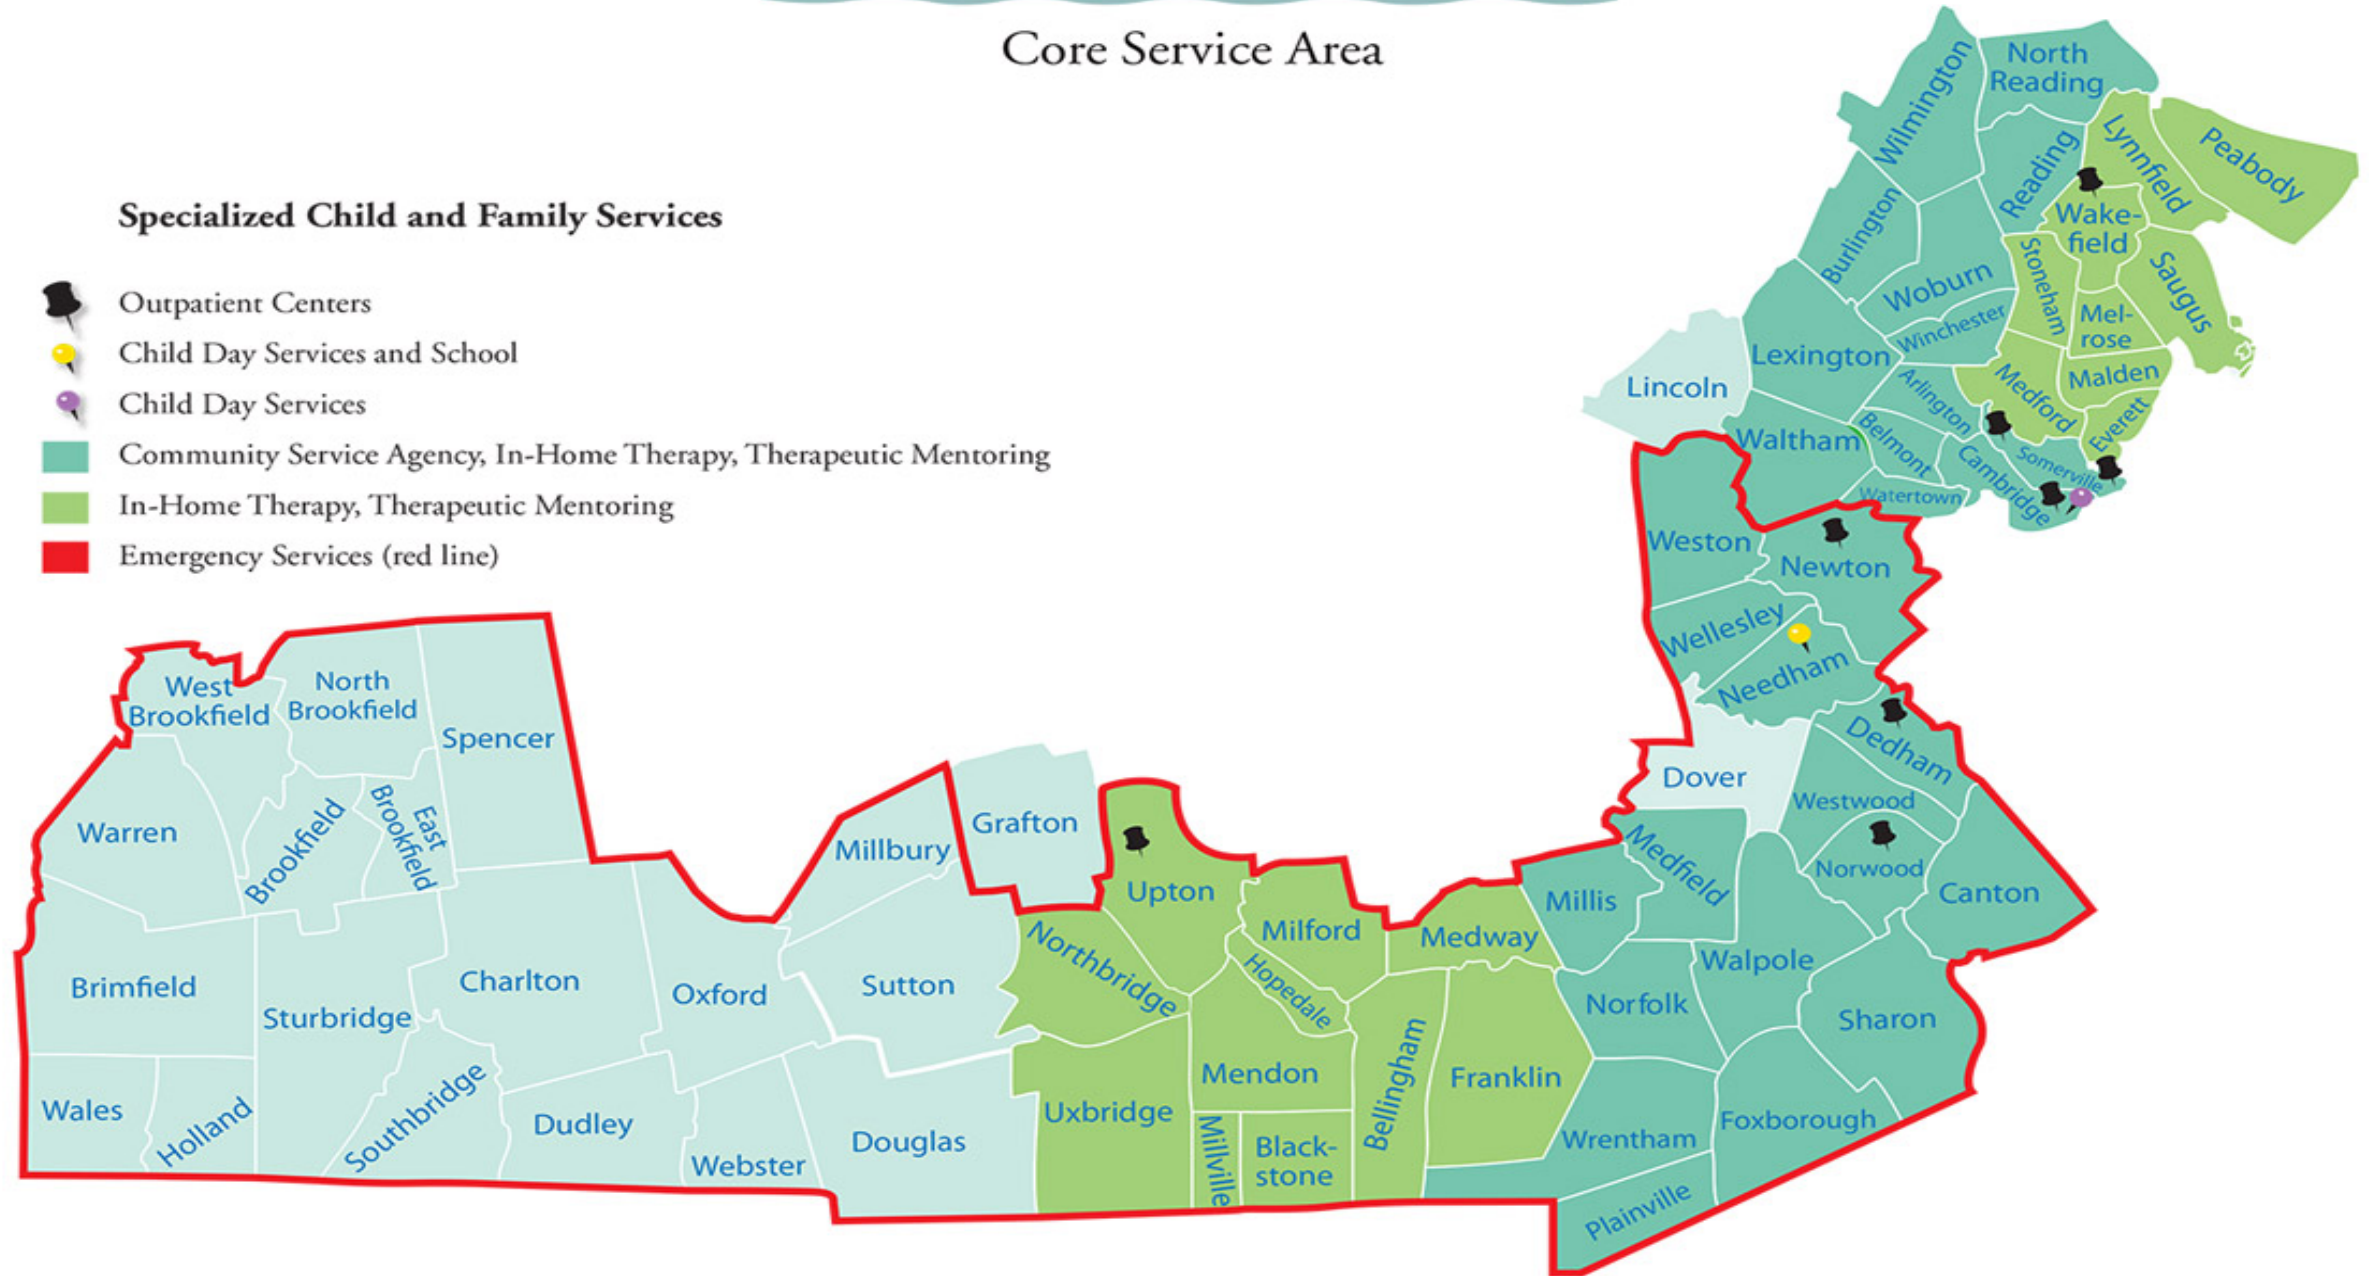 Core Service Area
Specialized Child and Family Services
Outpatient Centers
Child Day Services and School
Child Day Services
Community Service Agency, In-Home Therapy, Therapeutic Mentoring
In-Home Therapy, Therapeutic Mentoring
Emergency Services (red line)
North
Reading
Wilmington
Lynnfield
Peabody
Reading
Wake-
field
Burlington
Stoneham
Saugus
Woburn
Winchester
Mel-
rose
Lexington
Lincoln
Malden
Medford
Arlington
Everett
Waltham
Belmont
Somerville
Cambridge
Watertown
Weston
Newton
Wellesley
Needham
Dedham
Dover
Westwood
Norwood
Medfield
Canton
Millis
Walpole
Norfolk
Sharon
Wrentham
Foxborough
Plainville
West
Brookfield
North
Brookfield
Spencer
Warren
Brookfield
East
Brookfield
Millbury
Grafton
Upton
Milford
Medway
Northbridge
Hopedale
Brimfield
Sturbridge
Charlton
Oxford
Sutton
Mendon
Bellingham
Franklin
Wales
Holland
Southbridge
Dudley
Webster
Douglas
Uxbridge
Millville
Black-
stone